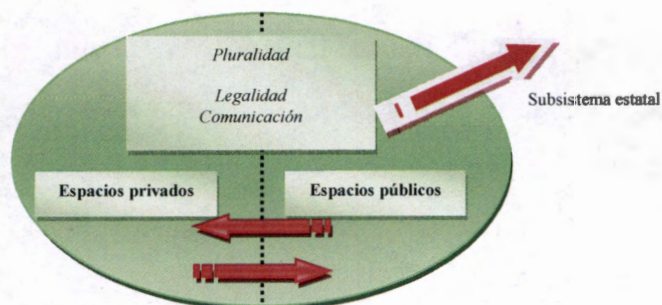 Pluralidad
Legalidad
Comunicación
Subsistema estatal
Espacios privados
Espacios públicos